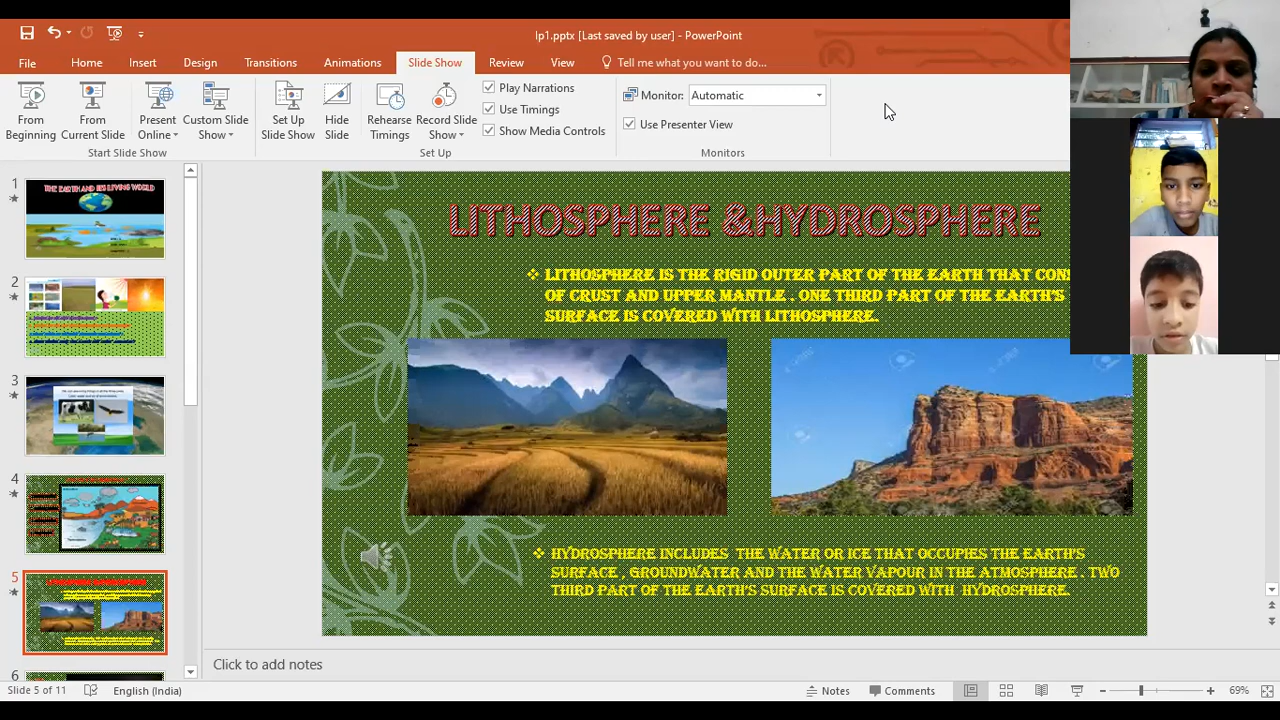 lp1.pptx [Last saved by user] - PowerPoint
File Home Insert Design Transitions Animations Slide Show Review View Tell me what you want to do...
From Beginning
From Current Slide
Present Online
Custom Slide Show
Start Slide Show
Set Up Slide Show
Hide Slide
Rehearse Timings
Record Slide Show
Play Narrations
Use Timings
Show Media Controls
Set Up
Monitor: Automatic
Use Presenter View
Monitors
1
THE EARTH AND ITS LIVING WORLD
2
3
4
5
6
LITHOSPHERE &HYDROSPHERE
❖ LITHOSPHERE IS THE RIGID OUTER PART OF THE EARTH THAT CONS
OF CRUST AND UPPER MANTLE . ONE THIRD PART OF THE EARTH'S
SURFACE IS COVERED WITH LITHOSPHERE.
❖ HYDROSPHERE INCLUDES THE WATER OR ICE THAT OCCUPIES THE EARTH'S
SURFACE , GROUNDWATER AND THE WATER VAPOUR IN THE ATMOSPHERE . TWO
THIRD PART OF THE EARTH'S SURFACE IS COVERED WITH HYDROSPHERE.
Click to add notes
Slide 5 of 11 English (India) Notes Comments 69%